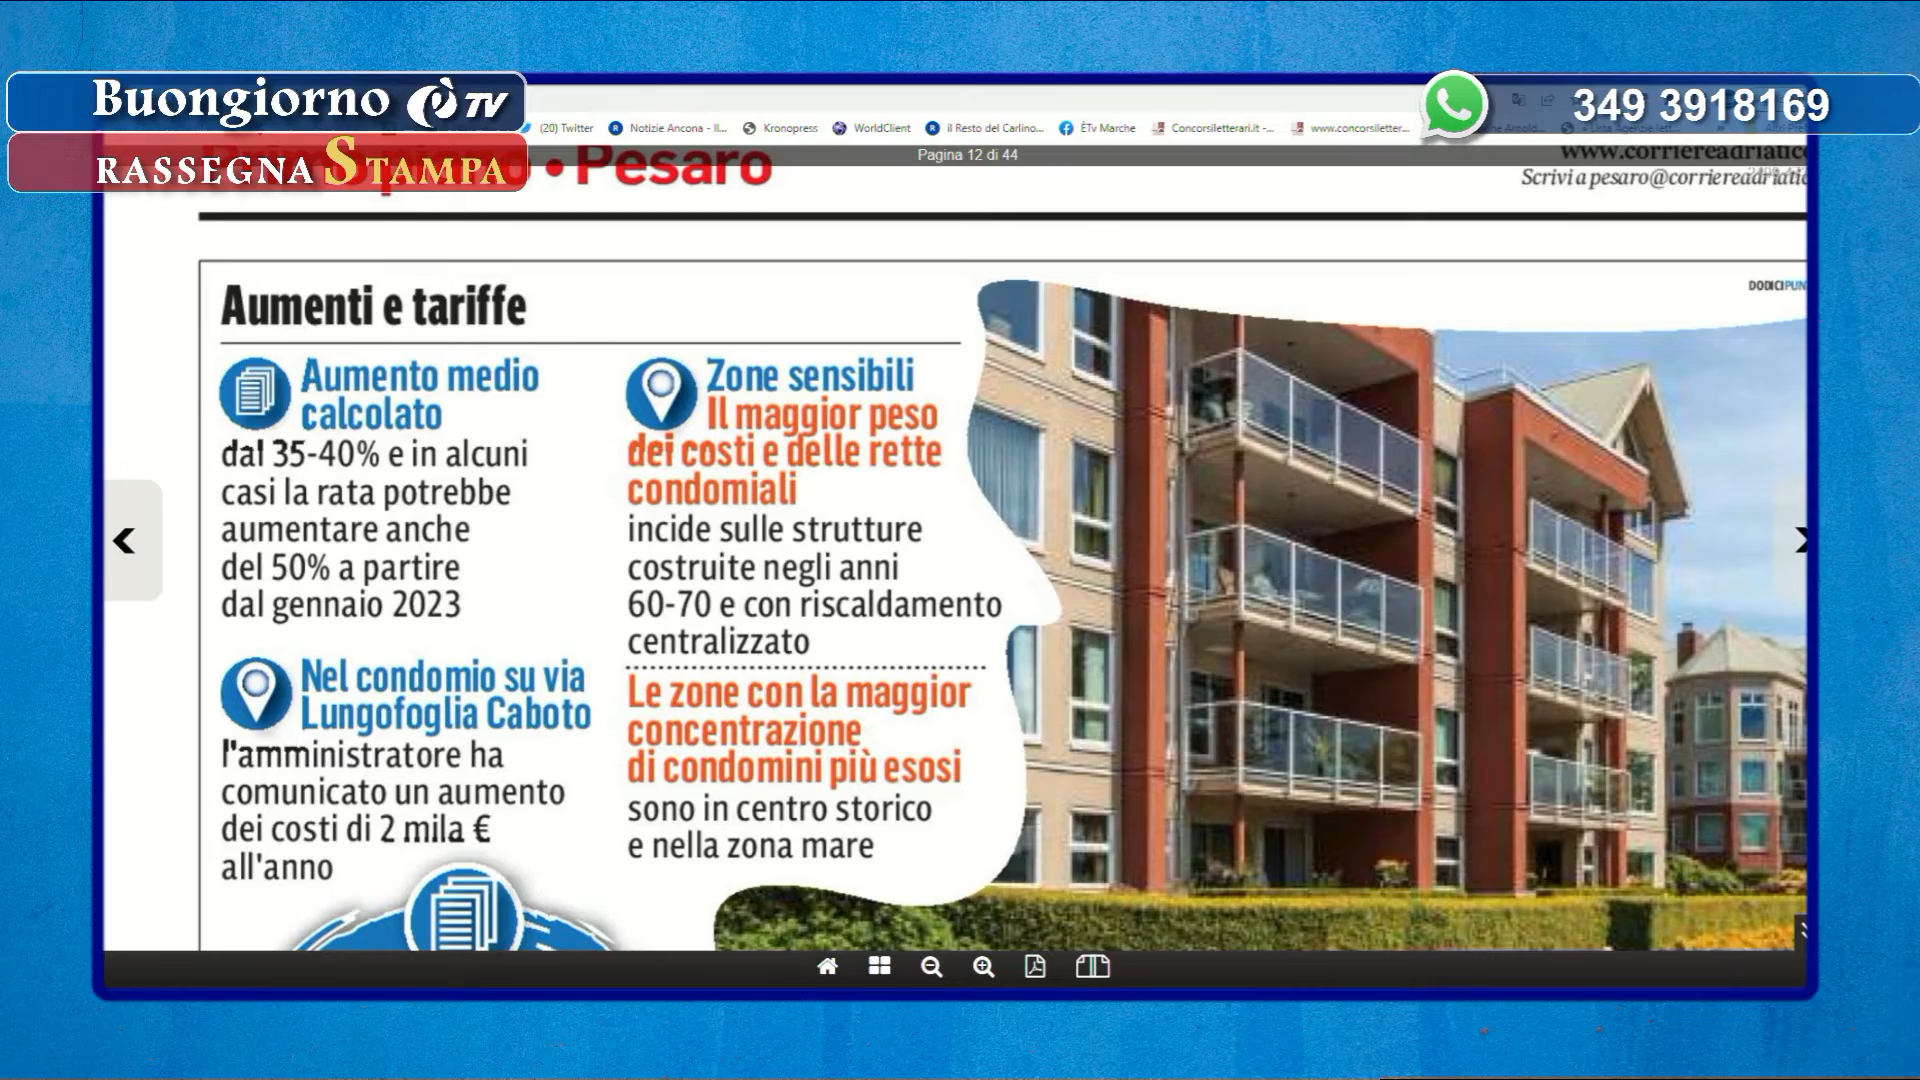 Buongiorno èTV
RASSEGNA STAMPA
349 3918169
(20) Twitter
Notizie Ancona - Il...
Kronopress
WorldClient
il Resto del Carlino...
ÈTv Marche
Concorsiletterari.it -...
www.concorsiletter...
Pagina 12 di 44
• Pesaro
www.corriereadriatico
Scrivi a pesaro@corriereadriatic
DODICIPUN
Aumenti e tariffe
Aumento medio
calcolato
dal 35-40% e in alcuni
casi la rata potrebbe
aumentare anche
del 50% a partire
dal gennaio 2023
Nel condomio su via
Lungofoglia Caboto
l'amministratore ha
comunicato un aumento
dei costi di 2 mila €
all'anno
Zone sensibili
Il maggior peso
dei costi e delle rette
condomiali
incide sulle strutture
costruite negli anni
60-70 e con riscaldamento
centralizzato
Le zone con la maggior
concentrazione
di condomini più esosi
sono in centro storico
e nella zona mare